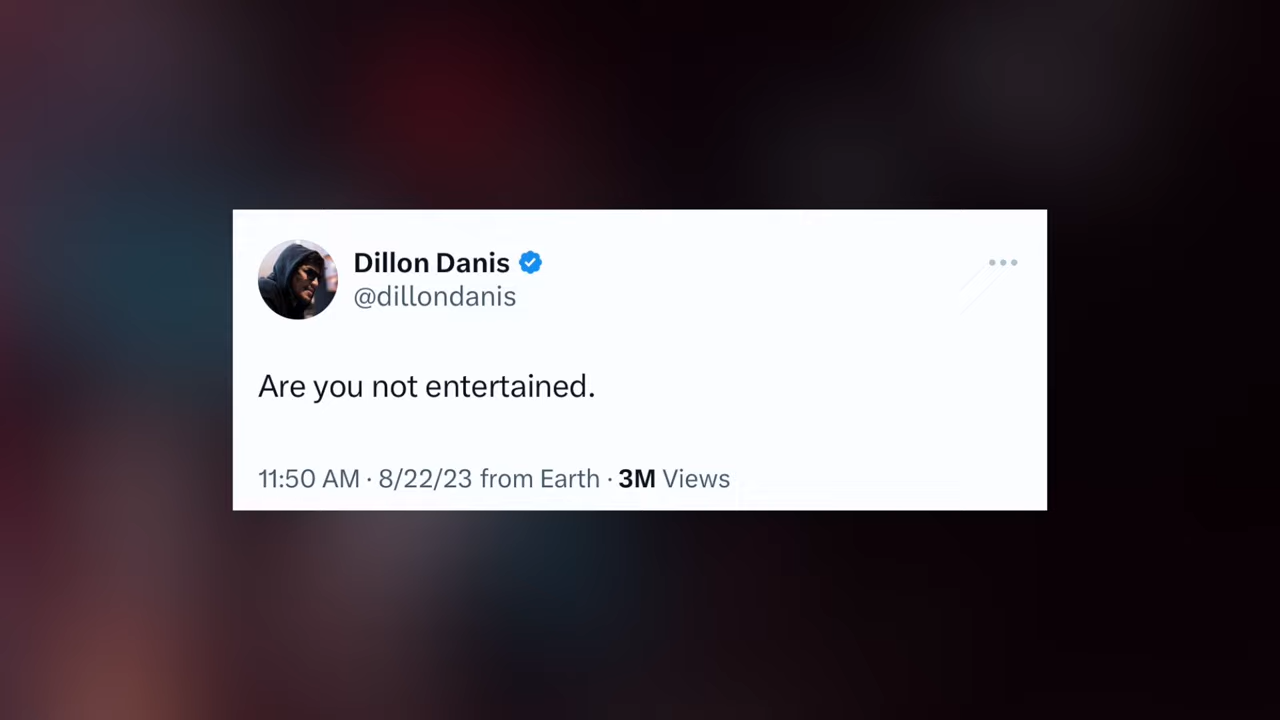 Dillon Danis
@dillondanis
Are you not entertained.
11:50 AM · 8/22/23 from Earth · 3M Views